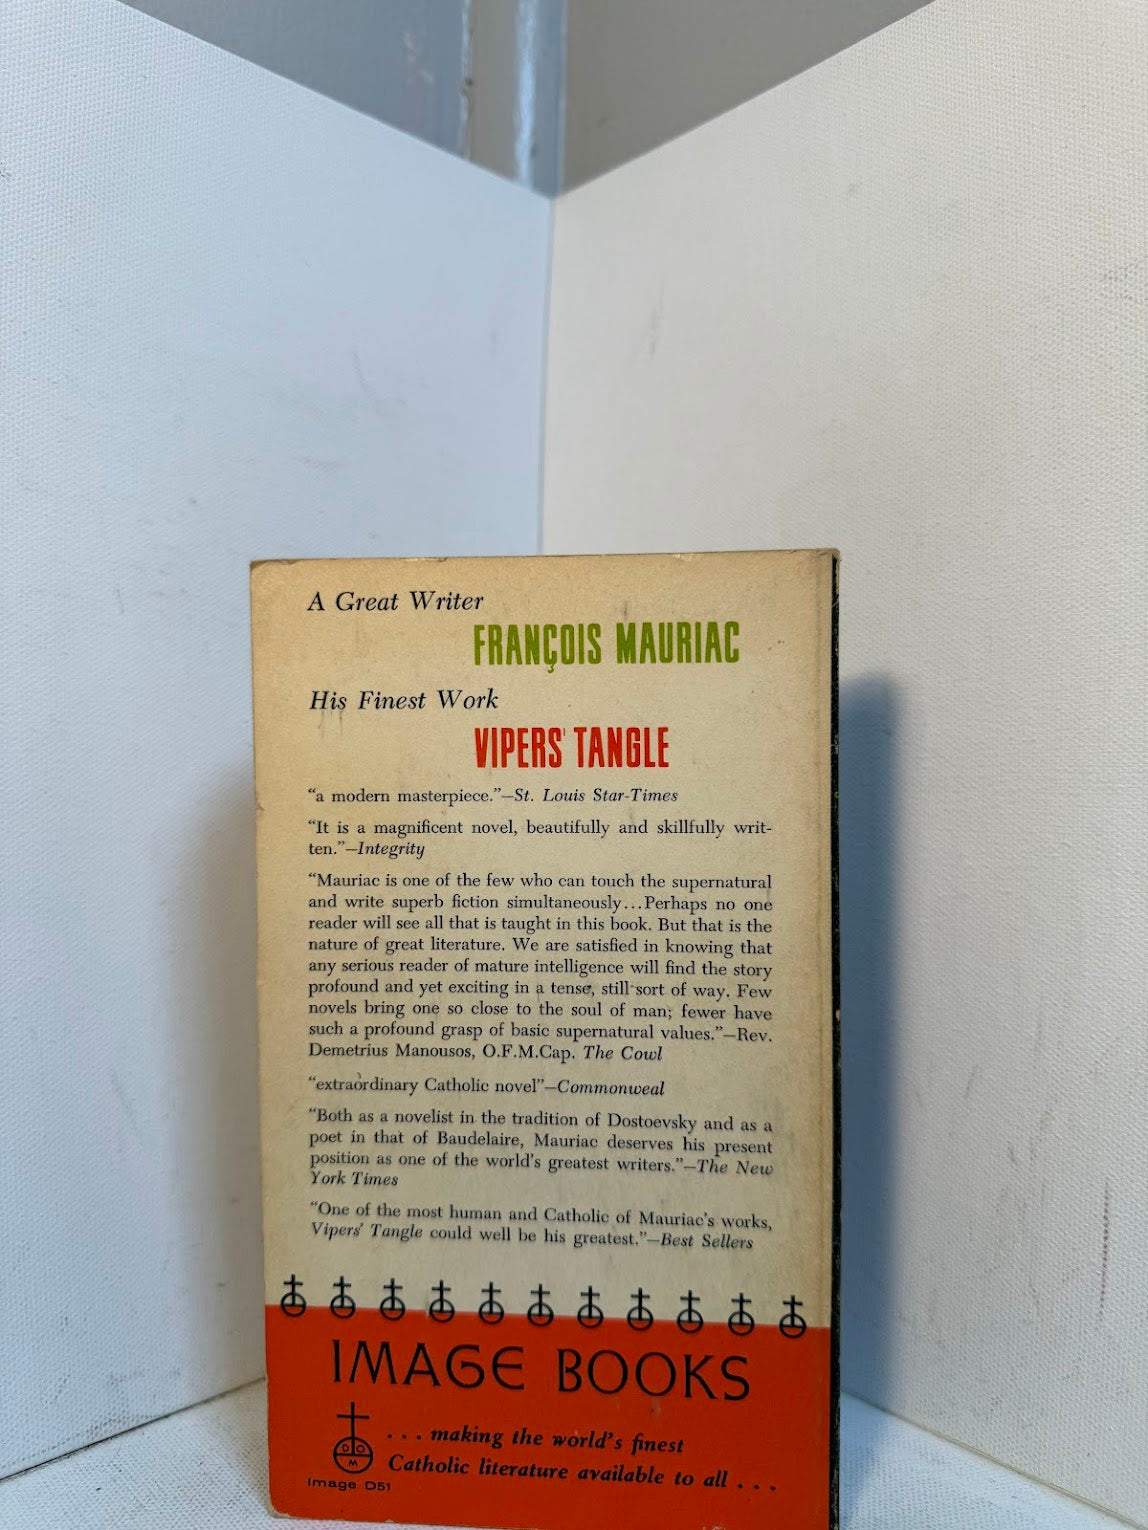 A Great Writer
FRANÇOIS MAURIAC
His Finest Work
VIPERS' TANGLE
“a modern masterpiece.”—St. Louis Star-Times
“It is a magnificent novel, beautifully and skillfully writ-
ten.”—Integrity
“Mauriac is one of the few who can touch the supernatural
and write superb fiction simultaneously...Perhaps no one
reader will see all that is taught in this book. But that is the
nature of great literature. We are satisfied in knowing that
any serious reader of mature intelligence will find the story
profound and yet exciting in a tense, still sort of way. Few
novels bring one so close to the soul of man; fewer have
such a profound grasp of basic supernatural values.”—Rev.
Demetrius Manousos, O.F.M.Cap. The Cowl
“extraordinary Catholic novel”—Commonweal
“Both as a novelist in the tradition of Dostoevsky and as a
poet in that of Baudelaire, Mauriac deserves his present
position as one of the world's greatest writers.”—The New
York Times
“One of the most human and Catholic of Mauriac's works,
Vipers' Tangle could well be his greatest.”—Best Sellers
IMAGE BOOKS
. . . making the world's finest
D O M
Catholic literature available to all . . .
Image D51